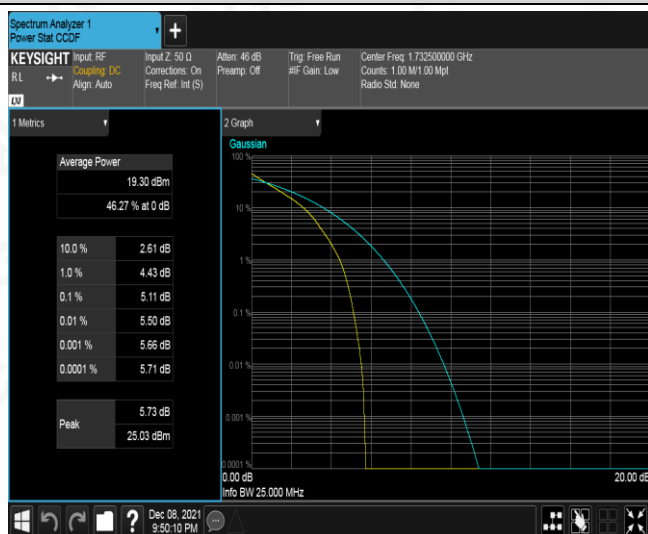 Spectrum Analyzer 1
Power Stat CCDF
+
KEYSIGHT
RL
LXI
Input: RF
Coupling: DC
Align: Auto
Input Z: 50 Ω
Corrections: On
Freq Ref: Int (S)
Atten: 46 dB
Preamp: Off
Trig: Free Run
#IF Gain: Low
Center Freq: 1.732500000 GHz
Counts: 1.00 M/1.00 Mpt
Radio Std: None
1 Metrics
Average Power
19.30 dBm
46.27 % at 0 dB
10.0 % 2.61 dB
1.0 % 4.43 dB
0.1 % 5.11 dB
0.01 % 5.50 dB
0.001 % 5.66 dB
0.0001 % 5.71 dB
Peak
5.73 dB
25.03 dBm
2 Graph
Gaussian
100 %
10 %
1 %
0.1 %
0.01 %
0.001 %
0.0001 %
0.00 dB 20.00 dB
Info BW 25.000 MHz
?
Dec 08, 2021
9:50:10 PM